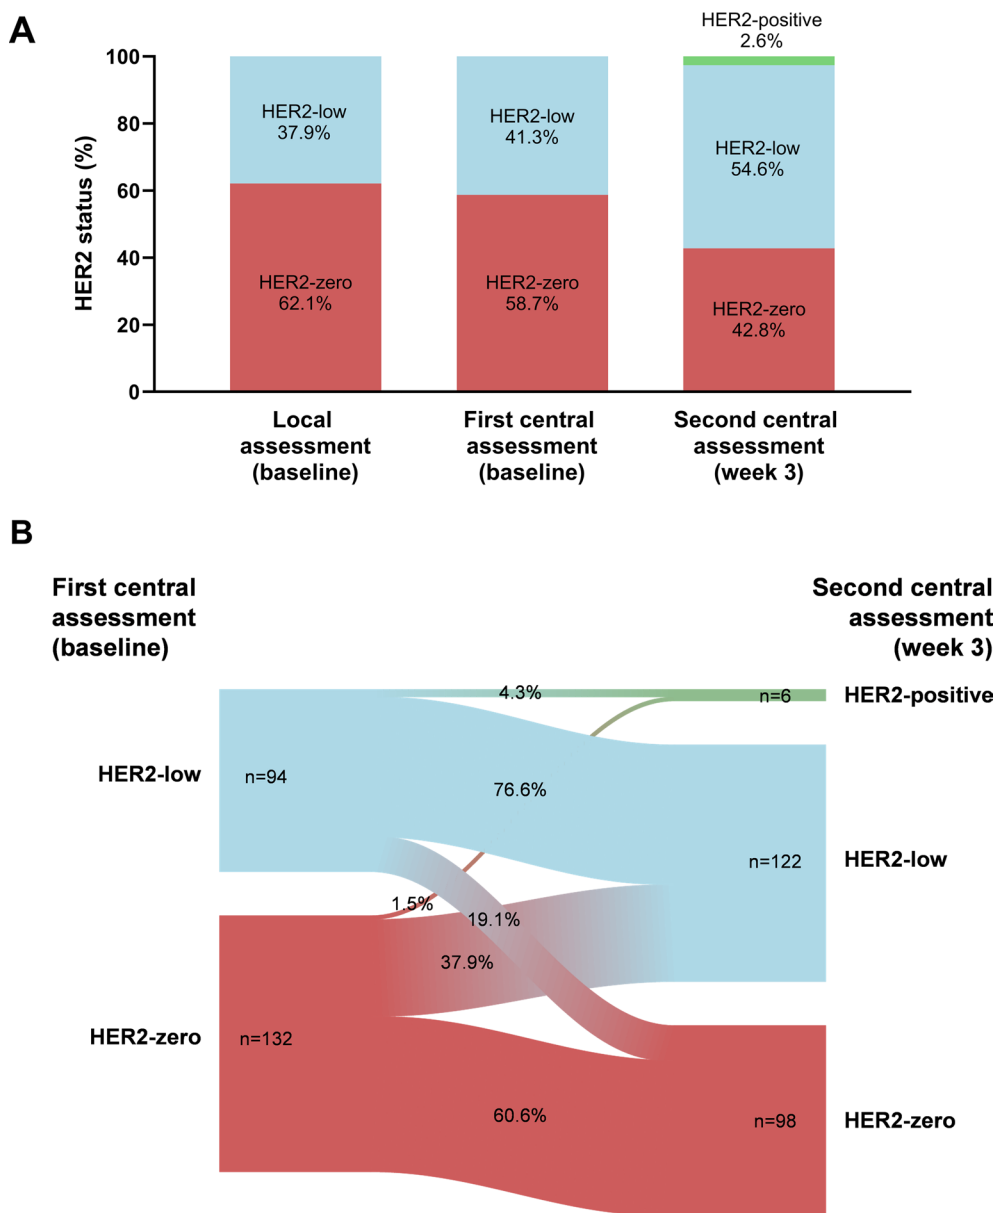 A
HER2-positive
2.6%
100
80
60
40
20
0
HER2 status (%)
HER2-low
37.9%
HER2-low
41.3%
HER2-low
54.6%
HER2-zero
62.1%
HER2-zero
58.7%
HER2-zero
42.8%
Local
assessment
(baseline)
First central
assessment
(baseline)
Second central
assessment
(week 3)
B
First central
assessment
(baseline)
Second central
assessment
(week 3)
4.3%
n=6
HER2-positive
HER2-low
n=94
76.6%
n=122
HER2-low
1.5%
19.1%
37.9%
HER2-zero
n=132
60.6%
n=98
HER2-zero